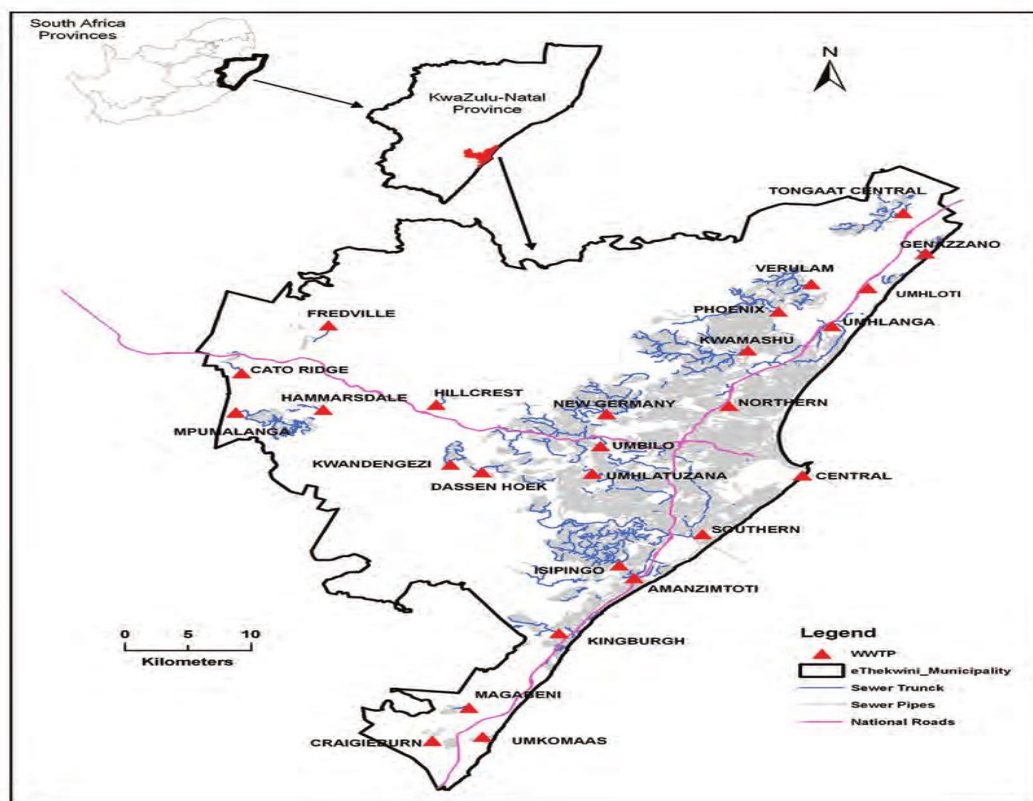 South Africa
Provinces
N
KwaZulu-Natal
Province
TONGAAT CENTRAL
GENAZZANO
VERULAM
UMHLOTI
PHOENIX
FREDVILLE
UMHLANGA
KWAMASHU
CATO RIDGE
HAMMARSDALE
HILLCREST
NEW GERMANY
NORTHERN
MPUMALANGA
UMBILO
KWANDENGEZI
DASSEN HOEK
UMHLATUZANA
CENTRAL
SOUTHERN
ISIPINGO
AMANZIMTOTI
KINGBURGH
0 5 10
Kilometers
MAGABENI
CRAIGIEBURN
UMKOMAAS
Legend
WWTP
eThekwini_Municipality
Sewer Trunck
Sewer Pipes
National Roads